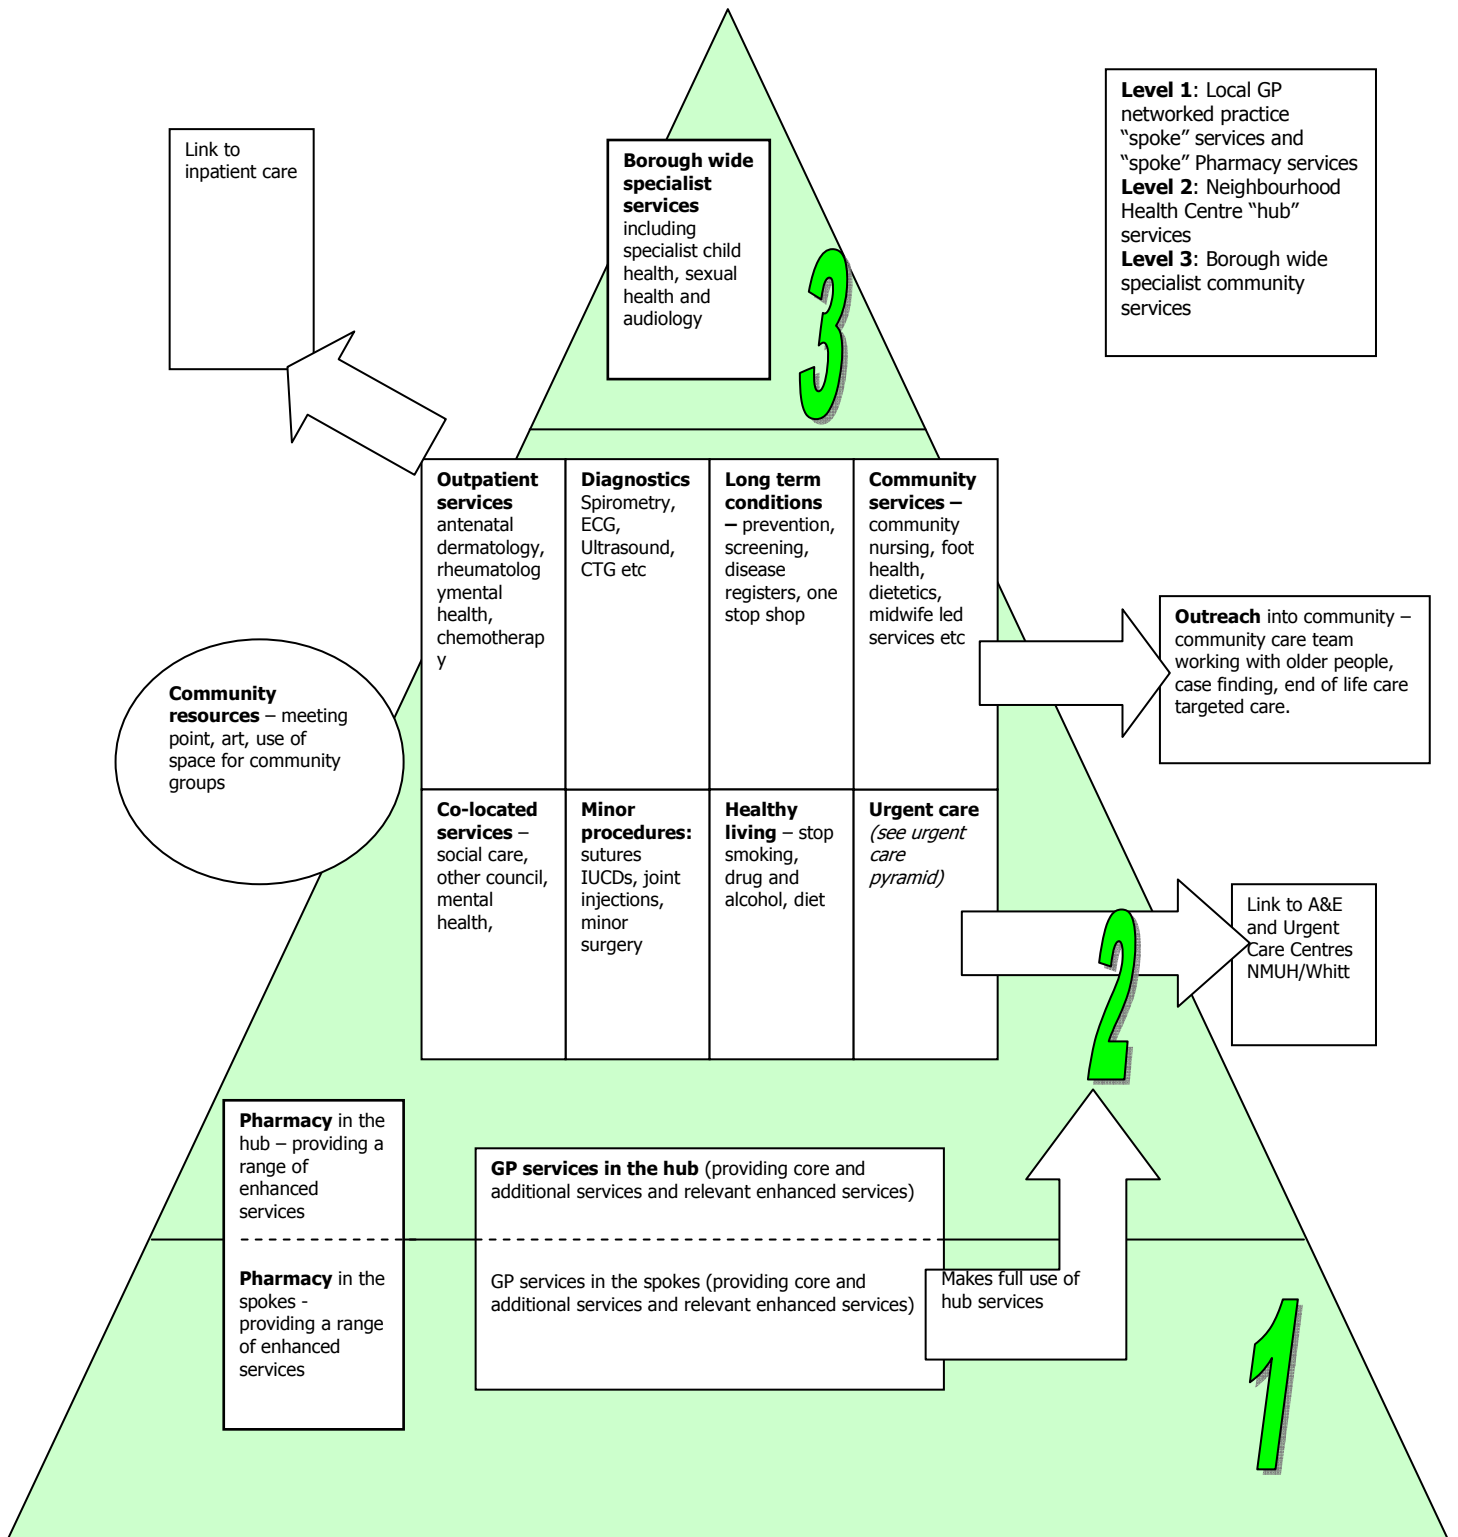 Level 1: Local GP
networked practice
“spoke” services and
“spoke” Pharmacy services
Level 2: Neighbourhood
Health Centre “hub”
services
Level 3: Borough wide
specialist community
services
Link to
inpatient care
Borough wide
specialist
services
including
specialist child
health, sexual
health and
audiology
3
Outpatient
services
antenatal
dermatology,
rheumatolog
ymental
health,
chemotherap
y
Diagnostics
Spirometry,
ECG,
Ultrasound,
CTG etc
Long term
conditions
– prevention,
screening,
disease
registers, one
stop shop
Community
services –
community
nursing, foot
health,
dietetics,
midwife led
services etc
Outreach into community –
community care team
working with older people,
case finding, end of life care
targeted care.
Community
resources – meeting
point, art, use of
space for community
groups
Co-located
services –
social care,
other council,
mental
health,
Minor
procedures:
sutures
IUCDs, joint
injections,
minor
surgery
Healthy
living – stop
smoking,
drug and
alcohol, diet
Urgent care
(see urgent
care
pyramid)
Link to A&E
and Urgent
Care Centres
NMUH/Whitt
2
Pharmacy in the
hub – providing a
range of
enhanced
services
GP services in the hub (providing core and
additional services and relevant enhanced services)
Pharmacy in the
spokes -
providing a range
of enhanced
services
GP services in the spokes (providing core and
additional services and relevant enhanced services)
Makes full use of
hub services
1